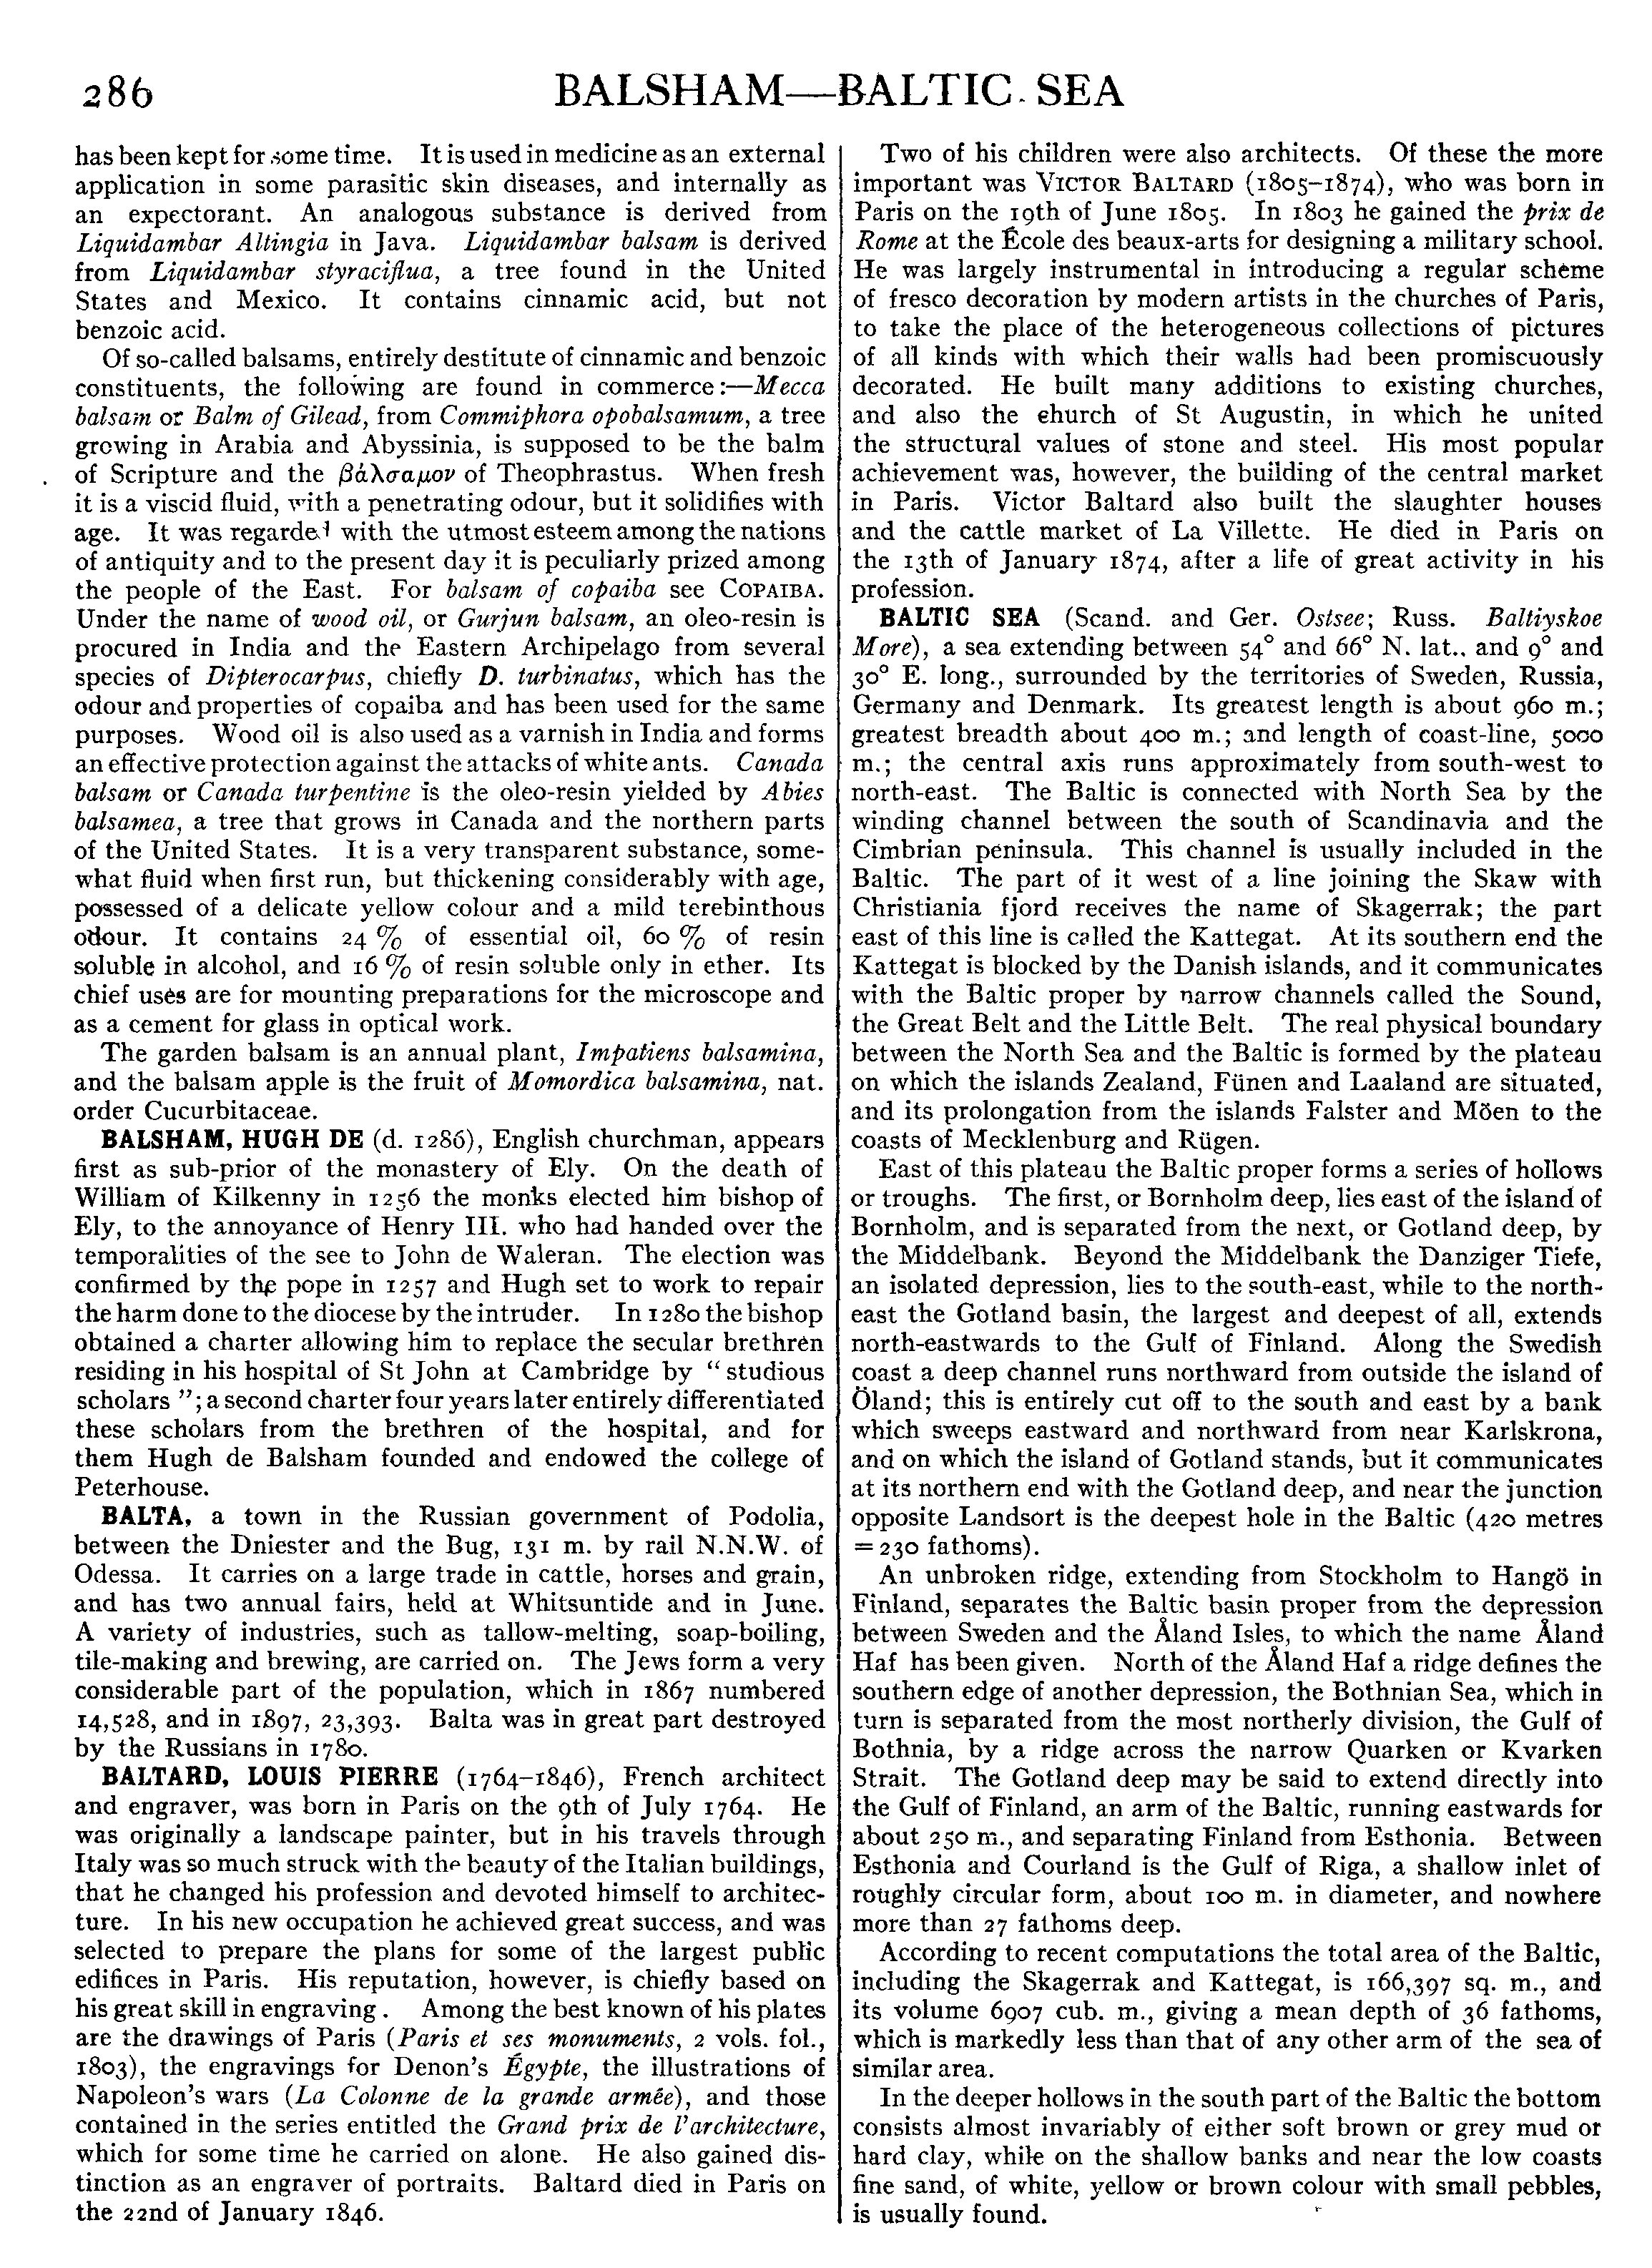 286
BALSHAM—BALTIC SEA
has been kept for some time. It is used in medicine as an external
application in some parasitic skin diseases, and internally as
an expectorant. An analogous substance is derived from
Liquidambar Altingia in Java. Liquidambar balsam is derived
from Liquidambar styraciflua, a tree found in the United
States and Mexico. It contains cinnamic acid, but not
benzoic acid.
Of so-called balsams, entirely destitute of cinnamic and benzoic
constituents, the following are found in commerce:—Mecca
balsam or Balm of Gilead, from Commiphora opobalsamum, a tree
growing in Arabia and Abyssinia, is supposed to be the balm
of Scripture and the βάλσαμον of Theophrastus. When fresh
it is a viscid fluid, with a penetrating odour, but it solidifies with
age. It was regarded with the utmost esteem among the nations
of antiquity and to the present day it is peculiarly prized among
the people of the East. For balsam of copaiba see COPAIBA.
Under the name of wood oil, or Gurjun balsam, an oleo-resin is
procured in India and the Eastern Archipelago from several
species of Dipterocarpus, chiefly D. turbinatus, which has the
odour and properties of copaiba and has been used for the same
purposes. Wood oil is also used as a varnish in India and forms
an effective protection against the attacks of white ants. Canada
balsam or Canada turpentine is the oleo-resin yielded by Abies
balsamea, a tree that grows in Canada and the northern parts
of the United States. It is a very transparent substance, some-
what fluid when first run, but thickening considerably with age,
possessed of a delicate yellow colour and a mild terebinthous
odour. It contains 24 % of essential oil, 60 % of resin
soluble in alcohol, and 16 % of resin soluble only in ether. Its
chief uses are for mounting preparations for the microscope and
as a cement for glass in optical work.
The garden balsam is an annual plant, Impatiens balsamina,
and the balsam apple is the fruit of Momordica balsamina, nat.
order Cucurbitaceae.
BALSHAM, HUGH DE (d. 1286), English churchman, appears
first as sub-prior of the monastery of Ely. On the death of
William of Kilkenny in 1256 the monks elected him bishop of
Ely, to the annoyance of Henry III. who had handed over the
temporalities of the see to John de Waleran. The election was
confirmed by the pope in 1257 and Hugh set to work to repair
the harm done to the diocese by the intruder. In 1280 the bishop
obtained a charter allowing him to replace the secular brethren
residing in his hospital of St John at Cambridge by “ studious
scholars ”; a second charter four years later entirely differentiated
these scholars from the brethren of the hospital, and for
them Hugh de Balsham founded and endowed the college of
Peterhouse.
BALTA, a town in the Russian government of Podolia,
between the Dniester and the Bug, 131 m. by rail N.N.W. of
Odessa. It carries on a large trade in cattle, horses and grain,
and has two annual fairs, held at Whitsuntide and in June.
A variety of industries, such as tallow-melting, soap-boiling,
tile-making and brewing, are carried on. The Jews form a very
considerable part of the population, which in 1867 numbered
14,528, and in 1897, 23,393. Balta was in great part destroyed
by the Russians in 1780.
BALTARD, LOUIS PIERRE (1764–1846), French architect
and engraver, was born in Paris on the 9th of July 1764. He
was originally a landscape painter, but in his travels through
Italy was so much struck with the beauty of the Italian buildings,
that he changed his profession and devoted himself to architec-
ture. In his new occupation he achieved great success, and was
selected to prepare the plans for some of the largest public
edifices in Paris. His reputation, however, is chiefly based on
his great skill in engraving. Among the best known of his plates
are the drawings of Paris (Paris et ses monuments, 2 vols. fol.,
1803), the engravings for Denon's Égypte, the illustrations of
Napoleon's wars (La Colonne de la grande armée), and those
contained in the series entitled the Grand prix de l'architecture,
which for some time he carried on alone. He also gained dis-
tinction as an engraver of portraits. Baltard died in Paris on
the 22nd of January 1846.
Two of his children were also architects. Of these the more
important was VICTOR BALTARD (1805–1874), who was born in
Paris on the 19th of June 1805. In 1803 he gained the prix de
Rome at the École des beaux-arts for designing a military school.
He was largely instrumental in introducing a regular scheme
of fresco decoration by modern artists in the churches of Paris,
to take the place of the heterogeneous collections of pictures
of all kinds with which their walls had been promiscuously
decorated. He built many additions to existing churches,
and also the church of St Augustin, in which he united
the structural values of stone and steel. His most popular
achievement was, however, the building of the central market
in Paris. Victor Baltard also built the slaughter houses
and the cattle market of La Villette. He died in Paris on
the 13th of January 1874, after a life of great activity in his
profession.
BALTIC SEA (Scand. and Ger. Ostsee; Russ. Baltiyskoe
More), a sea extending between 54° and 66° N. lat., and 9° and
30° E. long., surrounded by the territories of Sweden, Russia,
Germany and Denmark. Its greatest length is about 960 m.;
greatest breadth about 400 m.; and length of coast-line, 5000
m.; the central axis runs approximately from south-west to
north-east. The Baltic is connected with North Sea by the
winding channel between the south of Scandinavia and the
Cimbrian peninsula. This channel is usually included in the
Baltic. The part of it west of a line joining the Skaw with
Christiania fjord receives the name of Skagerrak; the part
east of this line is called the Kattegat. At its southern end the
Kattegat is blocked by the Danish islands, and it communicates
with the Baltic proper by narrow channels called the Sound,
the Great Belt and the Little Belt. The real physical boundary
between the North Sea and the Baltic is formed by the plateau
on which the islands Zealand, Fünen and Laaland are situated,
and its prolongation from the islands Falster and Möen to the
coasts of Mecklenburg and Rügen.
East of this plateau the Baltic proper forms a series of hollows
or troughs. The first, or Bornholm deep, lies east of the island of
Bornholm, and is separated from the next, or Gotland deep, by
the Middelbank. Beyond the Middelbank the Danziger Tiefe,
an isolated depression, lies to the south-east, while to the north-
east the Gotland basin, the largest and deepest of all, extends
north-eastwards to the Gulf of Finland. Along the Swedish
coast a deep channel runs northward from outside the island of
Öland; this is entirely cut off to the south and east by a bank
which sweeps eastward and northward from near Karlskrona,
and on which the island of Gotland stands, but it communicates
at its northern end with the Gotland deep, and near the junction
opposite Landsort is the deepest hole in the Baltic (420 metres
= 230 fathoms).
An unbroken ridge, extending from Stockholm to Hangö in
Finland, separates the Baltic basin proper from the depression
between Sweden and the Åland Isles, to which the name Åland
Haf has been given. North of the Åland Haf a ridge defines the
southern edge of another depression, the Bothnian Sea, which in
turn is separated from the most northerly division, the Gulf of
Bothnia, by a ridge across the narrow Quarken or Kvarken
Strait. The Gotland deep may be said to extend directly into
the Gulf of Finland, an arm of the Baltic, running eastwards for
about 250 m., and separating Finland from Esthonia. Between
Esthonia and Courland is the Gulf of Riga, a shallow inlet of
roughly circular form, about 100 m. in diameter, and nowhere
more than 27 fathoms deep.
According to recent computations the total area of the Baltic,
including the Skagerrak and Kattegat, is 166,397 sq. m., and
its volume 6907 cub. m., giving a mean depth of 36 fathoms,
which is markedly less than that of any other arm of the sea of
similar area.
In the deeper hollows in the south part of the Baltic the bottom
consists almost invariably of either soft brown or grey mud or
hard clay, while on the shallow banks and near the low coasts
fine sand, of white, yellow or brown colour with small pebbles,
is usually found.